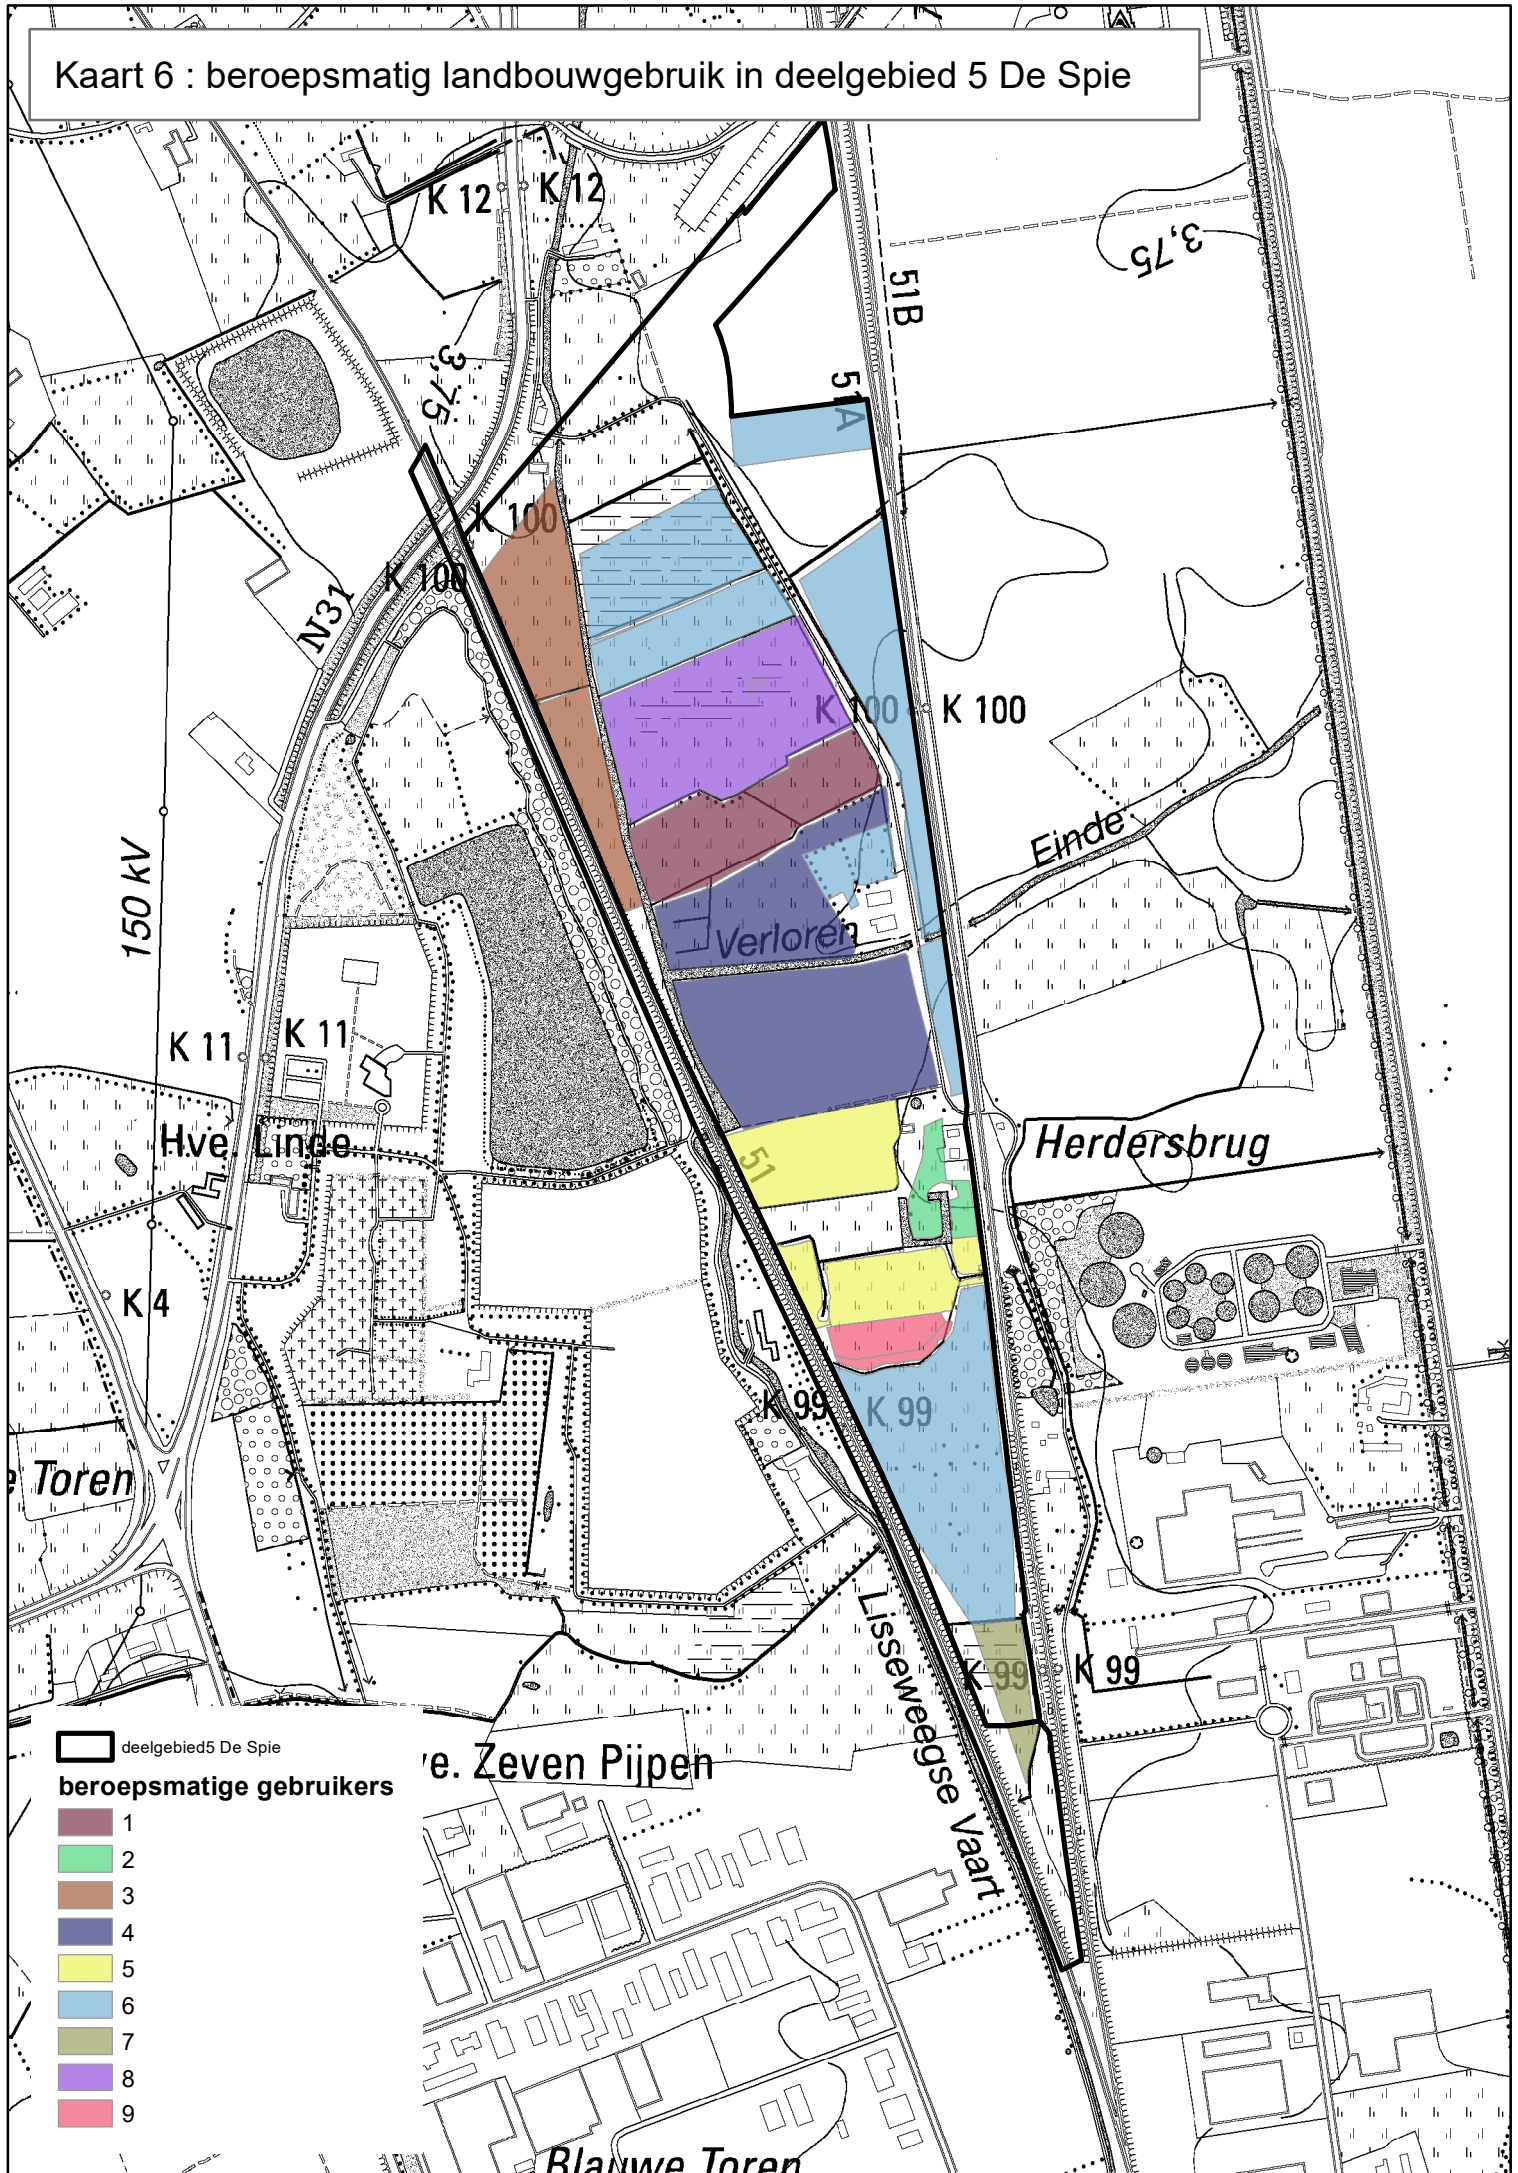 Kaart 6 : beroepsmatig landbouwgebruik in deelgebied 5 De Spie
K 12
K 12
3,75
51B
3,75
51A
K 100
K 100
N31
K 100
K 100
Einde
150 kV
Verloren
K 11
K 11
Hve. Linde
Herdersbrug
51
K 4
K 99
K 99
Toren
Lisseweegse Vaart
K 99
K 99
ve. Zeven Pijpen
deelgebied5 De Spie
beroepsmatige gebruikers
1
2
3
4
5
6
7
8
9
Blauwe Toren